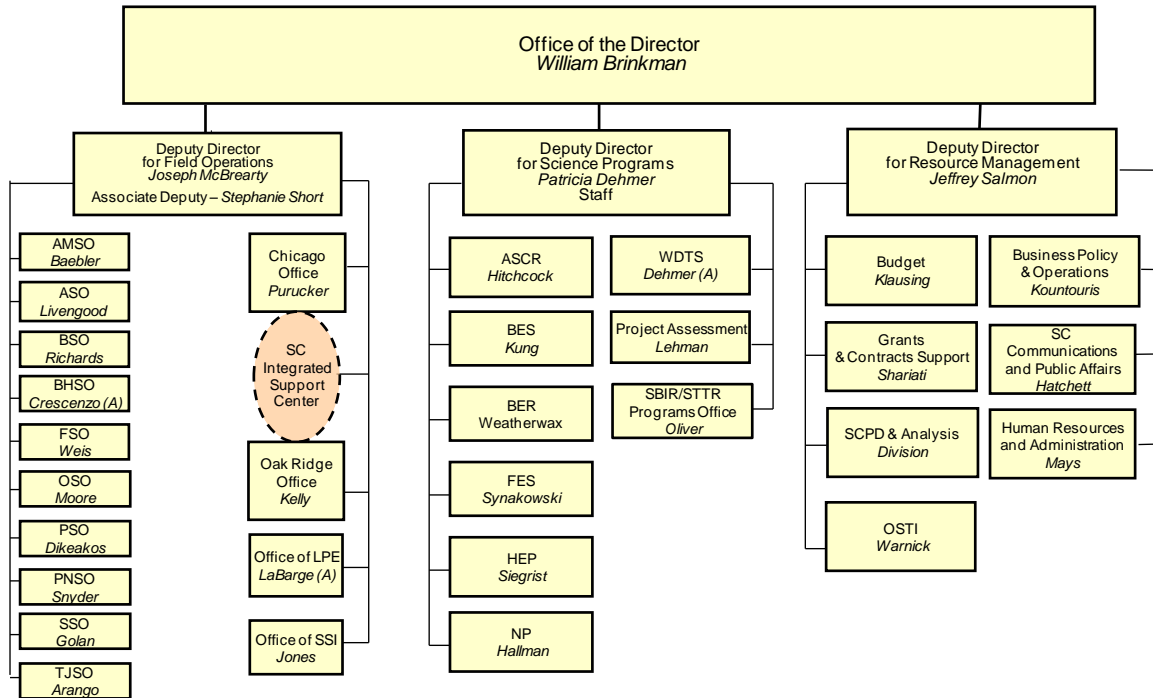 Office of the Director
William Brinkman
Deputy Director
for Field Operations
Joseph McBrearty
Associate Deputy – Stephanie Short
AMSO
Baebler
ASO
Livengood
BSO
Richards
BHSO
Crescenzo (A)
FSO
Weis
OSO
Moore
PSO
Dikeakos
PNSO
Snyder
SSO
Golan
TJSO
Arango
Chicago
Office
Purucker
SC
Integrated
Support
Center
Oak Ridge
Office
Kelly
Office of LPE
LaBarge (A)
Office of SSI
Jones
Deputy Director
for Science Programs
Patricia Dehmer
Staff
ASCR
Hitchcock
BES
Kung
BER
Weatherwax
FES
Synakowski
HEP
Siegrist
NP
Hallman
WDTS
Dehmer (A)
Project Assessment
Lehman
SBIR/STTR
Programs Office
Oliver
Deputy Director
for Resource Management
Jeffrey Salmon
Budget
Klausing
Grants
& Contracts Support
Shariati
SCPD & Analysis
Division
OSTI
Warnick
Business Policy
& Operations
Kountouris
SC
Communications
and Public Affairs
Hatchett
Human Resources
and Administration
Mays